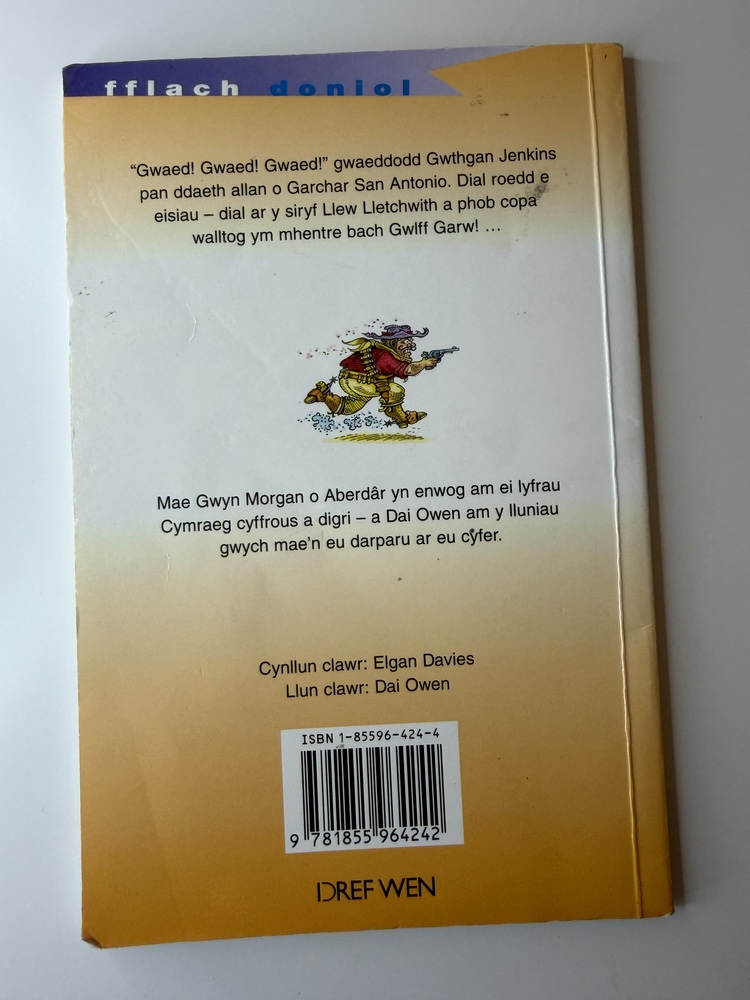 fflach doniol
“Gwaed! Gwaed! Gwaed!” gwaeddodd Gwthgan Jenkins
pan ddaeth allan o Garchar San Antonio. Dial roedd e
eisiau – dial ar y siryf Llew Lletchwith a phob copa
walltog ym mhentre bach Gwlff Garw! ...
Mae Gwyn Morgan o Aberdâr yn enwog am ei lyfrau
Cymraeg cyffrous a digri – a Dai Owen am y lluniau
gwych mae’n eu darparu ar eu cyfer.
Cynllun clawr: Elgan Davies
Llun clawr: Dai Owen
ISBN 1-85596-424-4
9 781855 964242
DREF WEN